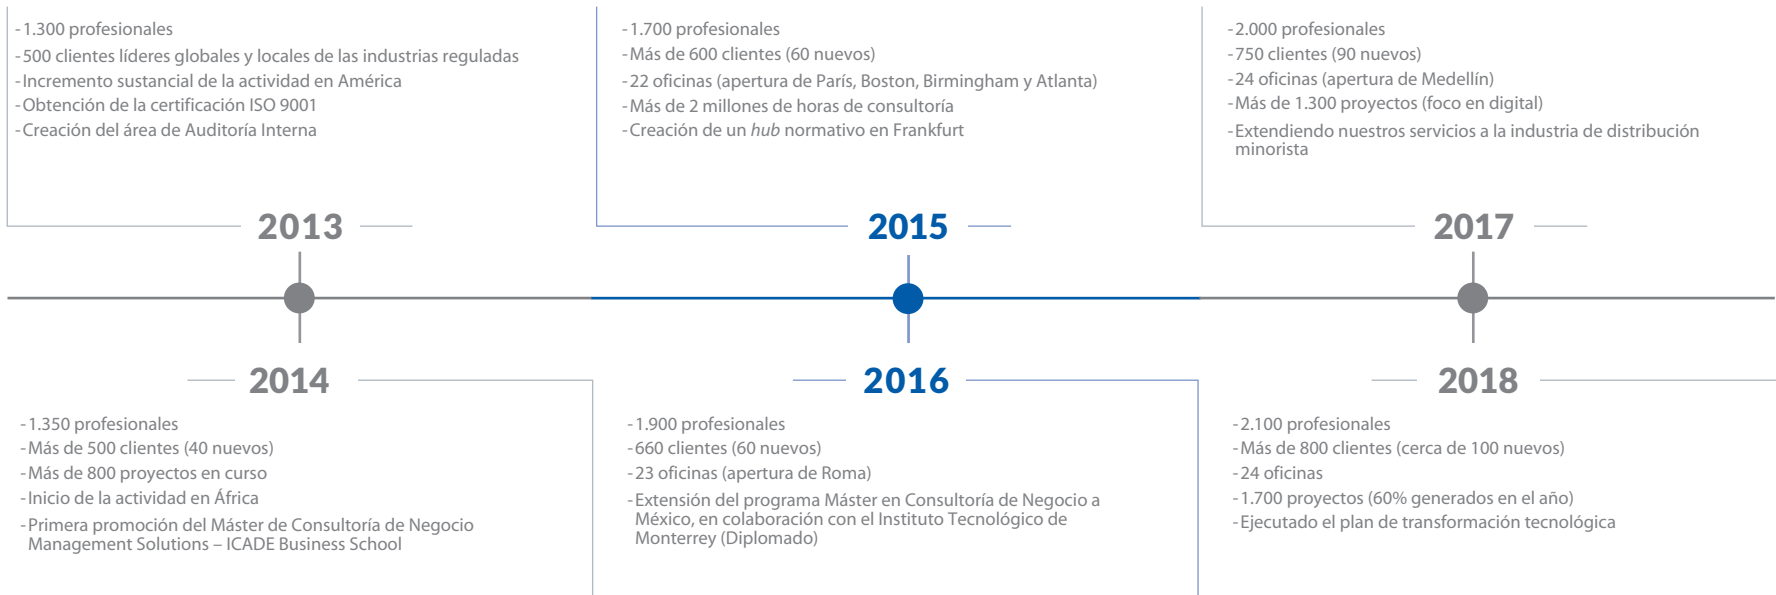 - 1.300 profesionales
- 500 clientes líderes globales y locales de las industrias reguladas
- Incremento sustancial de la actividad en América
- Obtención de la certificación ISO 9001
- Creación del área de Auditoría Interna
2013
2014
- 1.350 profesionales
- Más de 500 clientes (40 nuevos)
- Más de 800 proyectos en curso
- Inicio de la actividad en África
- Primera promoción del Máster de Consultoría de Negocio
Management Solutions – ICADE Business School
- 1.700 profesionales
- Más de 600 clientes (60 nuevos)
- 22 oficinas (apertura de París, Boston, Birmingham y Atlanta)
- Más de 2 millones de horas de consultoría
- Creación de un hub normativo en Frankfurt
2015
2016
- 1.900 profesionales
- 660 clientes (60 nuevos)
- 23 oficinas (apertura de Roma)
- Extensión del programa Máster en Consultoría de Negocio a
México, en colaboración con el Instituto Tecnológico de
Monterrey (Diplomado)
- 2.000 profesionales
- 750 clientes (90 nuevos)
- 24 oficinas (apertura de Medellín)
- Más de 1.300 proyectos (foco en digital)
- Extendiendo nuestros servicios a la industria de distribución
minorista
2017
2018
- 2.100 profesionales
- Más de 800 clientes (cerca de 100 nuevos)
- 24 oficinas
- 1.700 proyectos (60% generados en el año)
- Ejecutado el plan de transformación tecnológica